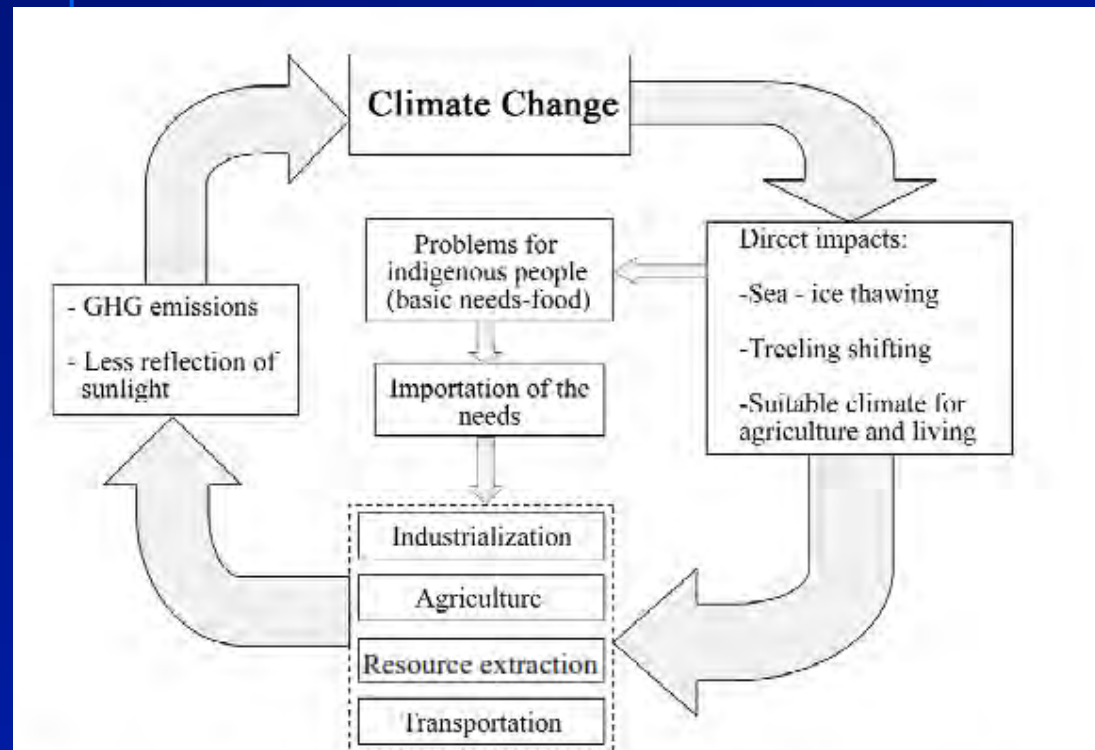 Climate Change
Problems for
indigenous people
(basic needs-food)
Direct impacts:
-Sea - ice thawing
-Treeling shifting
-Suitable climate for
agriculture and living
- GHG emissions
- Less reflection of
sunlight
Importation of the
needs
Industrialization
Agriculture
Resource extraction
Transportation